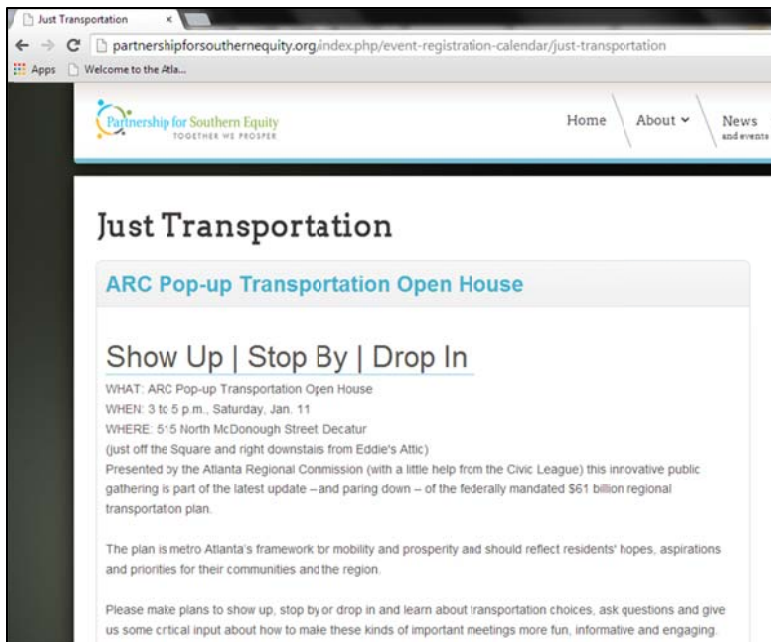 Just Transportation
partnershipforsouthernequity.org/index.php/event-registration-calendar/just-transportation
Apps Welcome to the Atla...
Partnership for Southern Equity
TOGETHER WE PROSPER
Home About News
and events
Just Transportation
ARC Pop-up Transportation Open House
Show Up | Stop By | Drop In
WHAT: ARC Pop-up Transportation Open House
WHEN: 3 to 5 p.m., Saturday, Jan. 11
WHERE: 515 North McDonough Street Decatur
(just off the Square and right downstairs from Eddie's Attic)
Presented by the Atlanta Regional Commission (with a little help from the Civic League) this innovative public
gathering is part of the latest update – and paring down – of the federally mandated $61 billion regional
transportation plan.
The plan is metro Atlanta's framework for mobility and prosperity and should reflect residents' hopes, aspirations
and priorities for their communities and the region.
Please make plans to show up, stop by or drop in and learn about transportation choices, ask questions and give
us some critical input about how to make these kinds of important meetings more fun, informative and engaging.